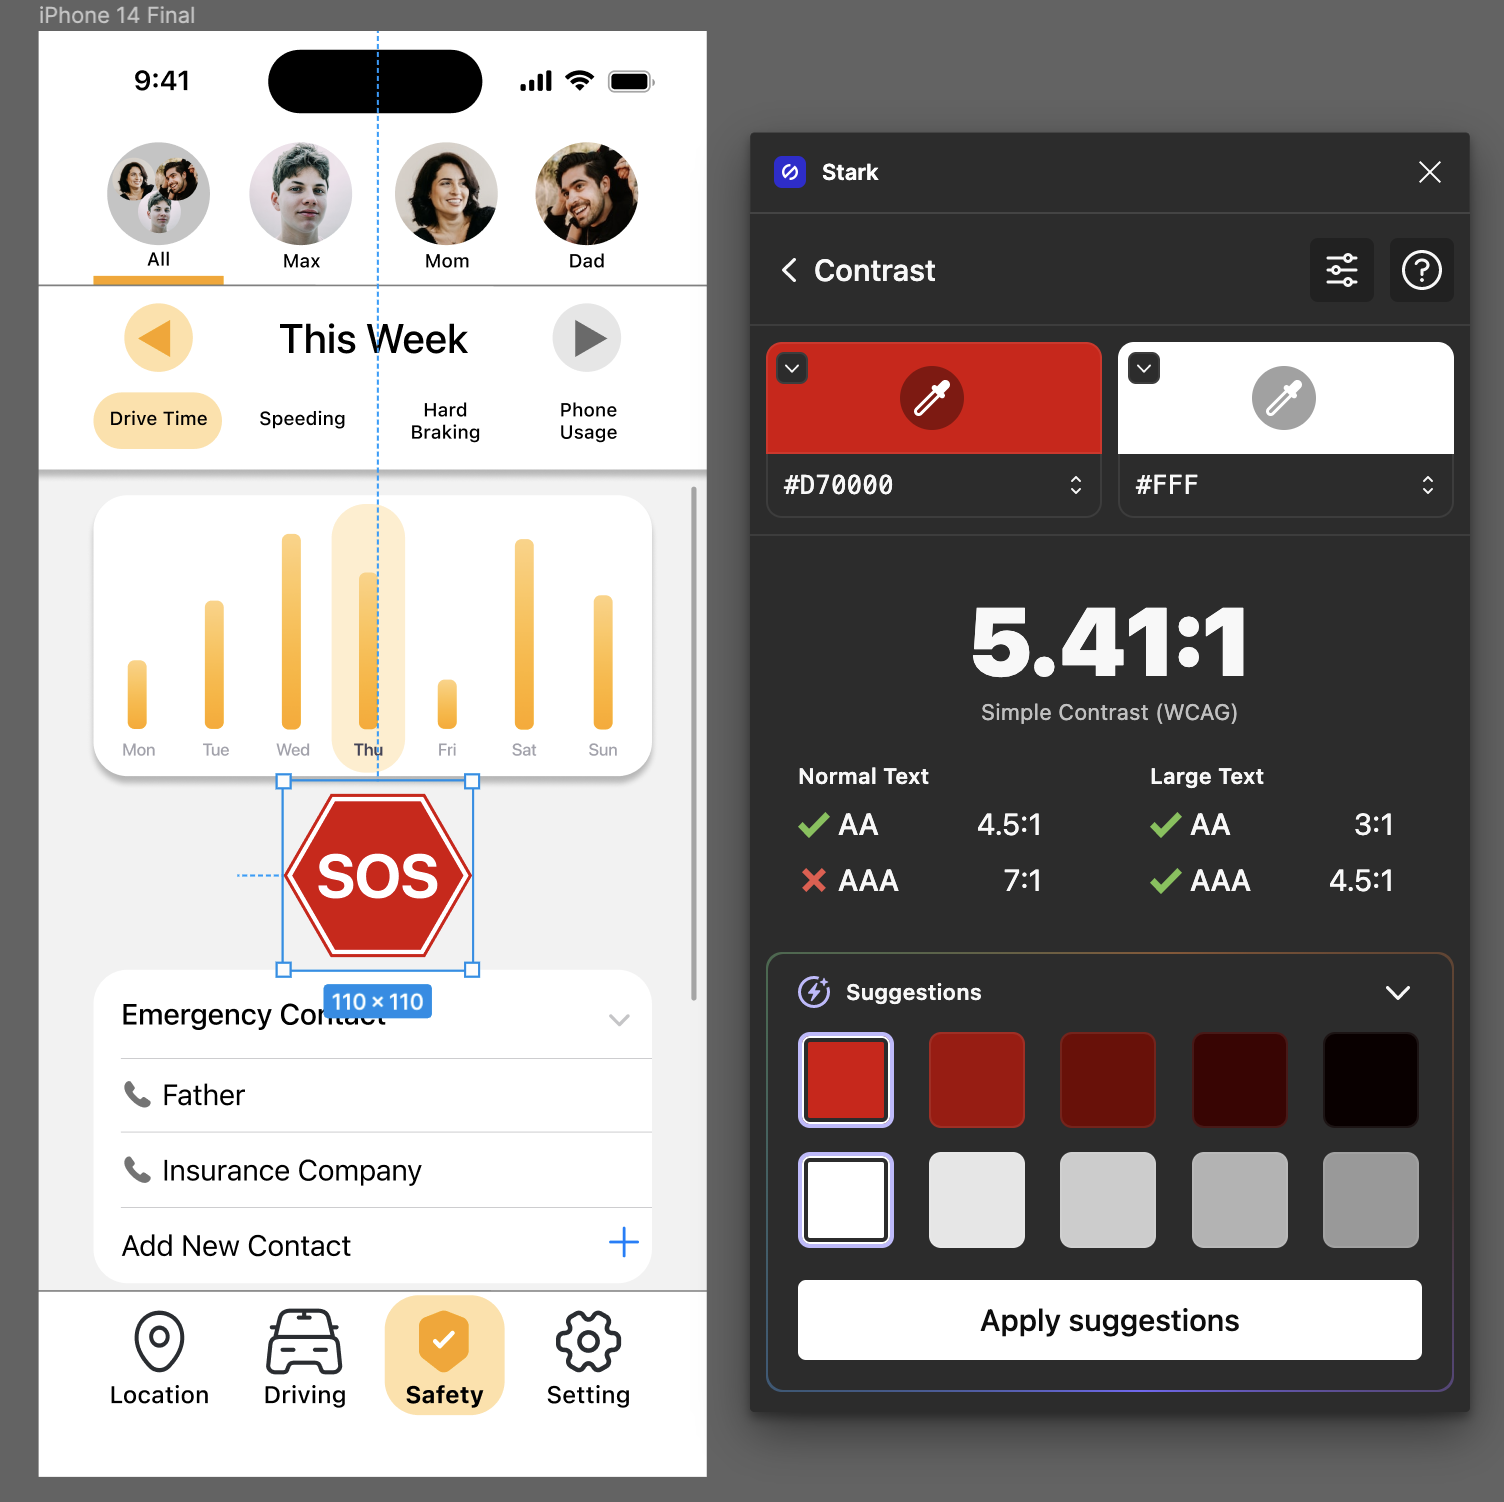 iPhone 14 Final
9:41
All
Max
Mom
Dad
This Week
Drive Time
Speeding
Hard
Braking
Phone
Usage
Mon
Tue
Wed
Thu
Fri
Sat
Sun
SOS
110 × 110
Emergency Contact
Father
Insurance Company
Add New Contact
Location
Driving
Safety
Setting
Stark
Contrast
#D70000
#FFF
5.41:1
Simple Contrast (WCAG)
Normal Text
AA 4.5:1
AAA 7:1
Large Text
AA 3:1
AAA 4.5:1
Suggestions
Apply suggestions